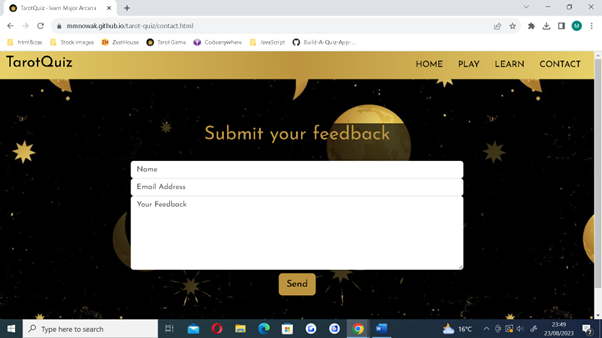 TarotQuiz - learn Major Arcana
mmnowak.github.io/tarot-quiz/contact.html
html&css Stock images ZeetHouse Tarot Game Codeanywhere JavaScript Build-A-Quiz-App-...
TarotQuiz HOME PLAY LEARN CONTACT
Submit your feedback
Name
Email Address
Your Feedback
Send
Type here to search 16°C 23:49
23/08/2023